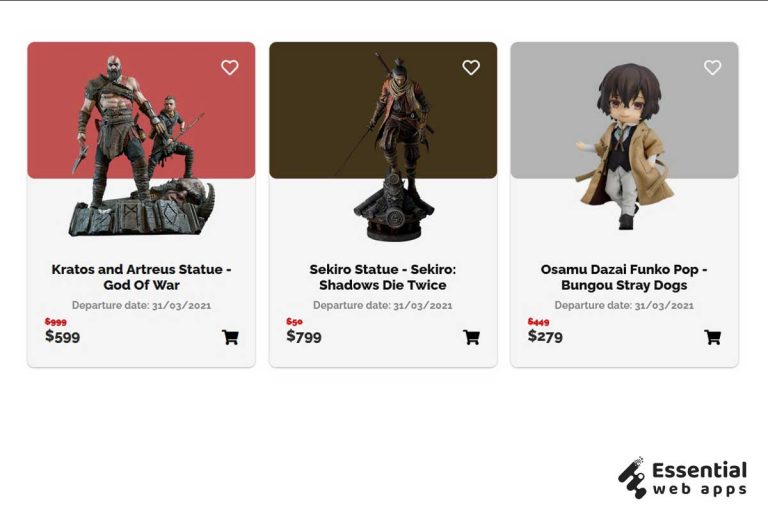 Kratos and Artreus Statue -
God Of War
Departure date: 31/03/2021
$999
$599
Sekiro Statue - Sekiro:
Shadows Die Twice
Departure date: 31/03/2021
$50
$799
Osamu Dazai Funko Pop -
Bungou Stray Dogs
Departure date: 31/03/2021
$449
$279
Essential
web apps